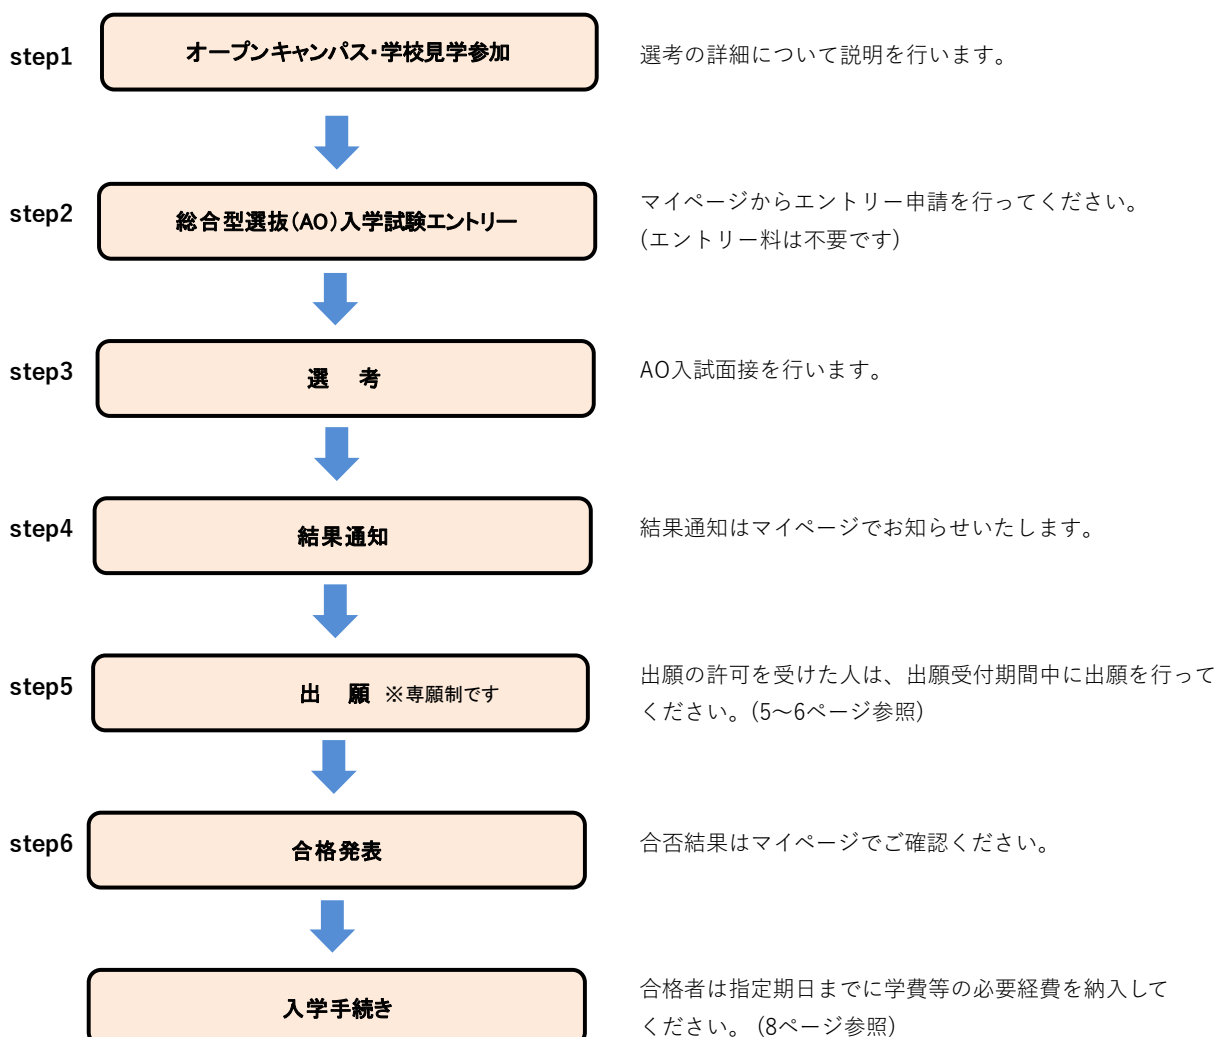 step1
オープンキャンパス・学校見学参加
選考の詳細について説明を行います。
step2
総合型選抜（AO）入学試験エントリー
マイページからエントリー申請を行ってください。
(エントリー料は不要です)
step3
選　考
AO入試面接を行います。
step4
結果通知
結果通知はマイページでお知らせいたします。
step5
出　願 ※専願制です
出願の許可を受けた人は、出願受付期間中に出願を行って
ください。(5～6ページ参照)
step6
合格発表
合否結果はマイページでご確認ください。
入学手続き
合格者は指定期日までに学費等の必要経費を納入して
ください。 (8ページ参照)